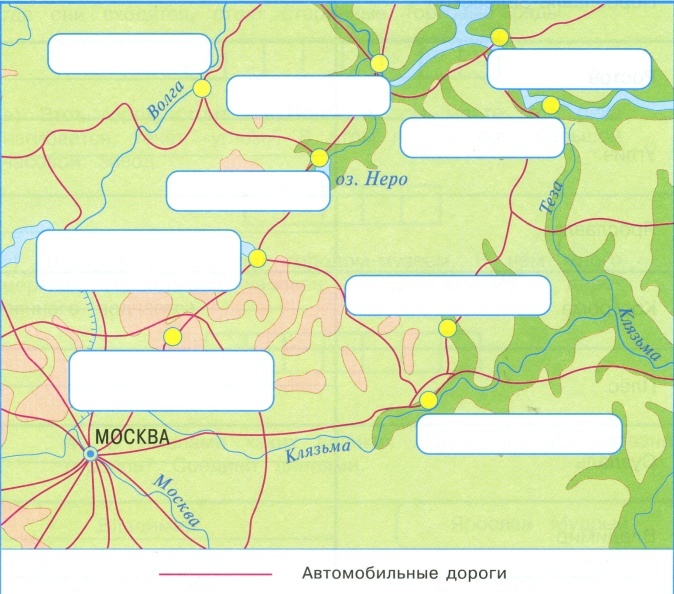 Волга
оз. Неро
Теза
Клязьма
МОСКВА
Клязьма
Москва
Автомобильные дороги